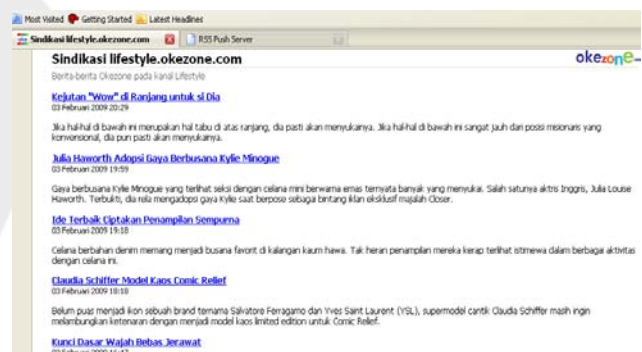 Most Visited Getting Started Latest Headlines
Sindikasi lifestyle.okezone.com RSS Push Server
Sindikasi lifestyle.okezone.com okezone
Berita-berita Okezone pada kanal Lifestyle
Kejutan "Wow" di Ranjang untuk si Dia
03 Februari 2009 20:29
Jika hal-hal di bawah ini merupakan hal tabu di atas ranjang, dia pasti akan menyukainya. Jika hal-hal di bawah ini sangat jauh dari posisi misionaris yang
konvensional, dia pun pasti akan menyukainya.
Julia Haworth Adopsi Gaya Berbusana Kylie Minogue
03 Februari 2009 19:59
Gaya berbusana Kylie Minogue yang terlihat seksi dengan celana mini berwarna emas ternyata banyak yang menyukai. Salah satunya aktris Inggris, Julia Louise
Haworth. Terbukti, dia rela mengadopsi gaya Kylie saat berpose sebagai bintang iklan eksklusif majalah Closer.
Ide Terbaik Ciptakan Penampilan Sempurna
03 Februari 2009 19:18
Celana berbahan denim memang menjadi busana favorit di kalangan kaum hawa. Tak heran penampilan mereka kerap terlihat istimewa dalam berbagai aktivitas
dengan celana ini.
Claudia Schiffer Model Kaos Comic Relief
03 Februari 2009 18:18
Belum puas menjadi ikon sebuah brand ternama Salvatore Ferragamo dan Yves Saint Laurent (YSL), supermodel cantik Claudia Schiffer masih ingin
melambungkan ketenaran dengan menjadi model kaos limited edition untuk Comic Relief.
Kunci Dasar Wajah Bebas Jerawat
03 Februari 2009 16:47